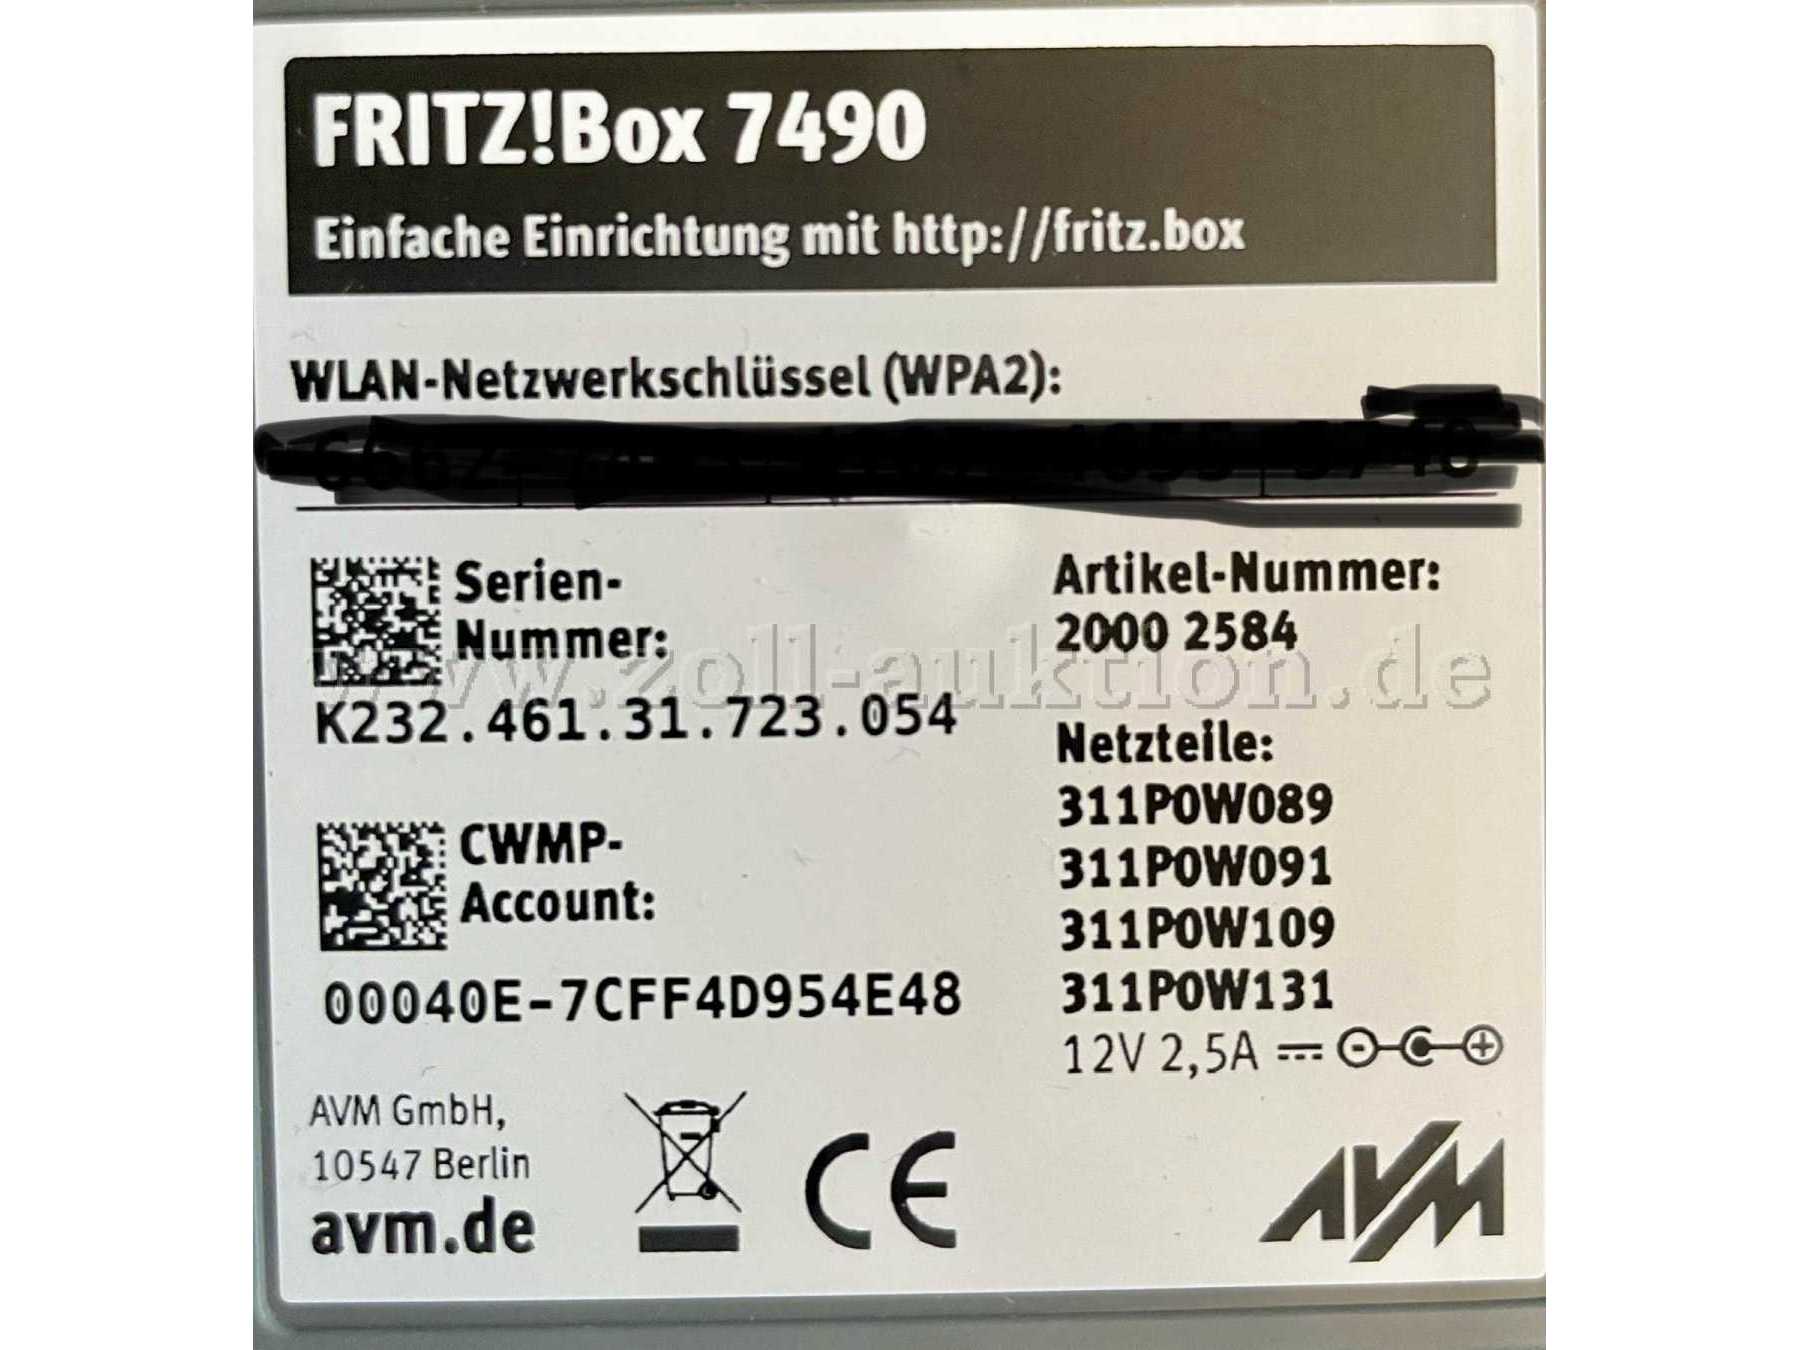 FRITZ!Box 7490
Einfache Einrichtung mit http://fritz.box
WLAN-Netzwerkschlüssel (WPA2):
Serien-
Nummer:
K232.461.31.723.054
CWMP-
Account:
00040E-7CFF4D954E48
Artikel-Nummer:
2000 2584
Netzteile:
311P0W089
311P0W091
311P0W109
311P0W131
12V 2,5A
AVM GmbH,
10547 Berlin
avm.de
CE
AVM
www.zoll-auktion.de